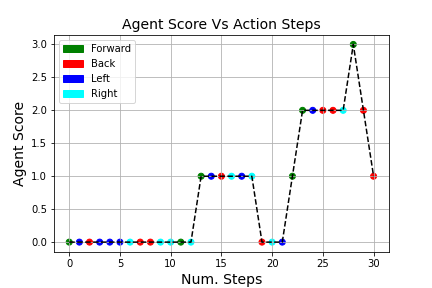 Agent Score Vs Action Steps
3.0
2.5
2.0
1.5
1.0
0.5
0.0
Agent Score
Forward
Back
Left
Right
0 5 10 15 20 25 30
Num. Steps